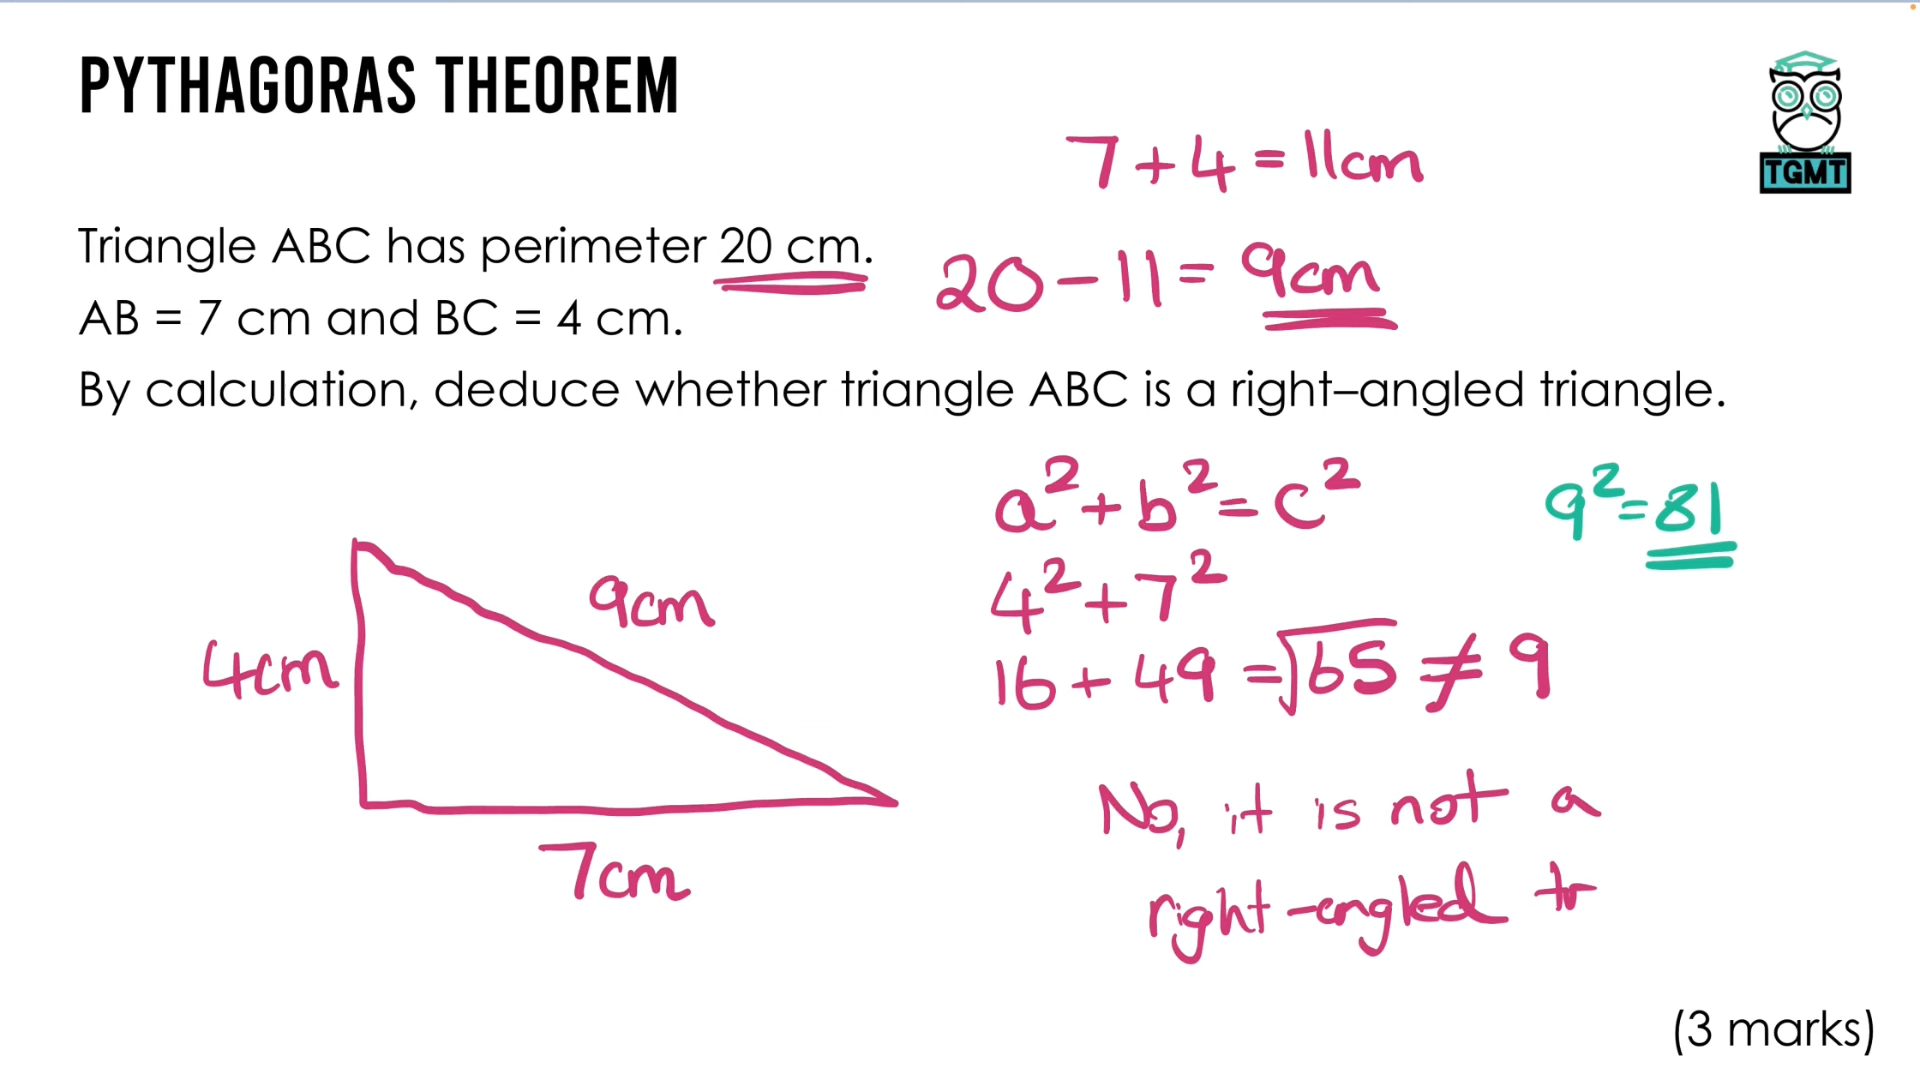 PYTHAGORAS THEOREM
TGMT
7+4=11cm
Triangle ABC has perimeter 20 cm.
20-11=9cm
AB = 7 cm and BC = 4 cm.
By calculation, deduce whether triangle ABC is a right–angled triangle.
a²+b²=c²
9²=81
4²+7²
16+49=√65≠9
9cm
4cm
7cm
No, it is not a
right-angled tr
(3 marks)